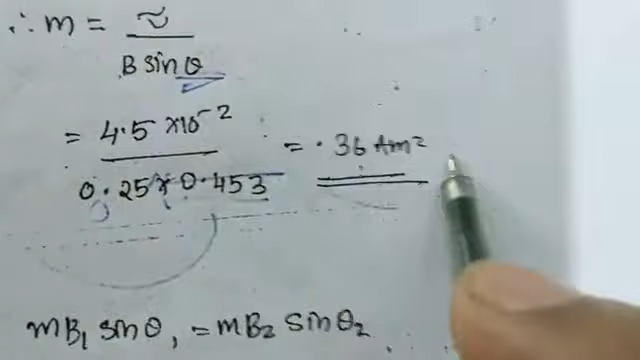 ∴ m = τ
B sin θ
= 4.5 × 10⁻²
0.25 × 0.453
= .36 Am²
mB₁ sin θ₁ = mB₂ sin θ₂